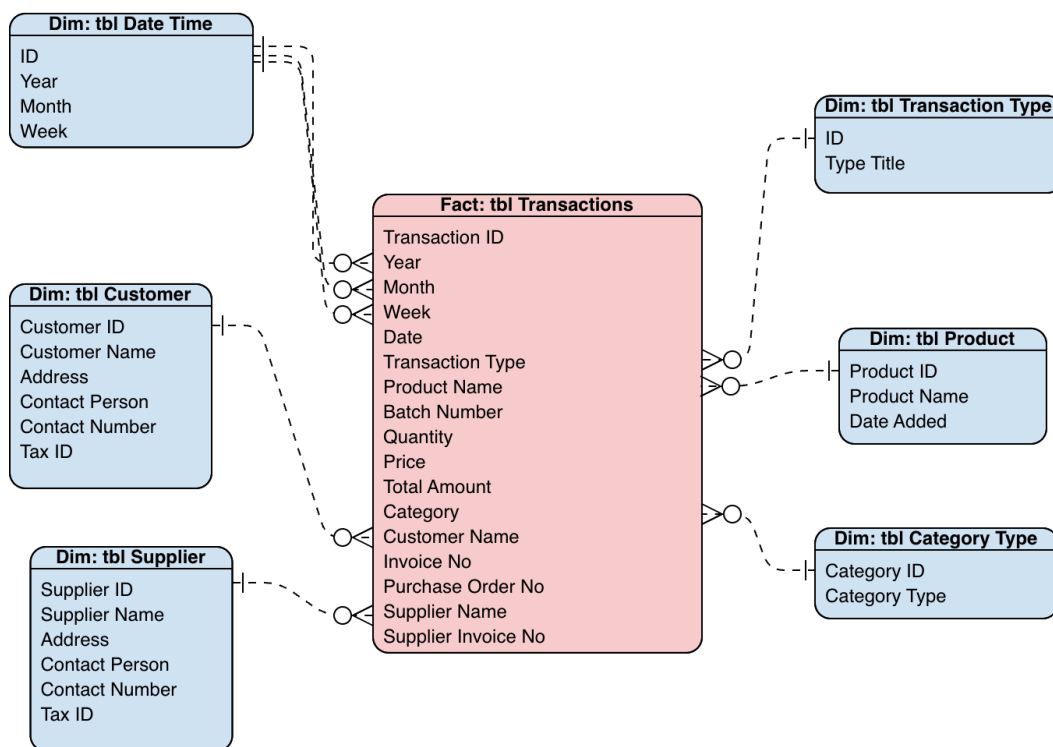 Dim: tbl Date Time
ID
Year
Month
Week
Dim: tbl Transaction Type
ID
Type Title
Fact: tbl Transactions
Transaction ID
Year
Month
Week
Date
Transaction Type
Product Name
Batch Number
Quantity
Price
Total Amount
Category
Customer Name
Invoice No
Purchase Order No
Supplier Name
Supplier Invoice No
Dim: tbl Customer
Customer ID
Customer Name
Address
Contact Person
Contact Number
Tax ID
Dim: tbl Product
Product ID
Product Name
Date Added
Dim: tbl Supplier
Supplier ID
Supplier Name
Address
Contact Person
Contact Number
Tax ID
Dim: tbl Category Type
Category ID
Category Type